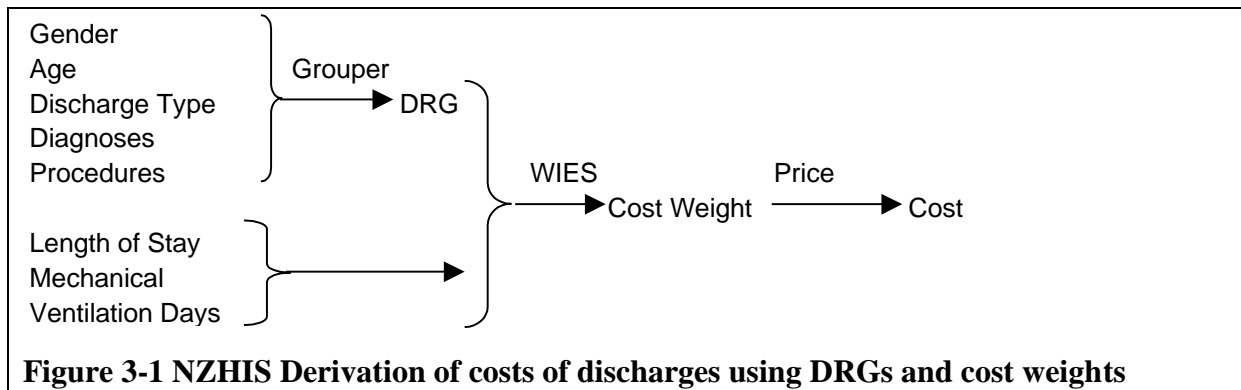 Gender
Age
Discharge Type
Diagnoses
Procedures
Grouper
DRG
Length of Stay
Mechanical
Ventilation Days
WIES
Cost Weight
Price
Cost
Figure 3-1 NZHIS Derivation of costs of discharges using DRGs and cost weights